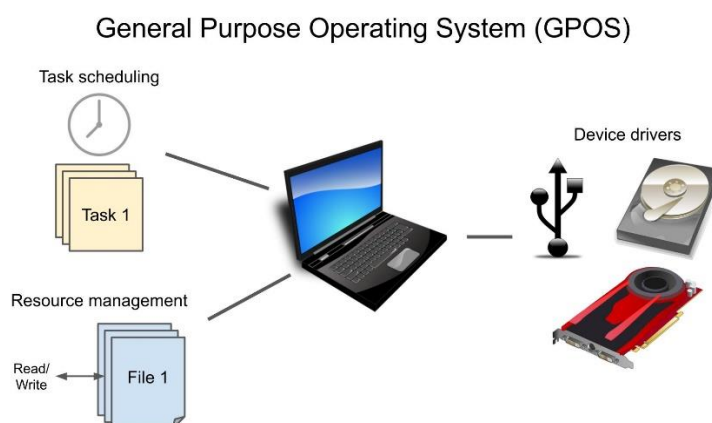 General Purpose Operating System (GPOS)
Task scheduling
Task 1
Device drivers
Resource management
Read/
Write
File 1